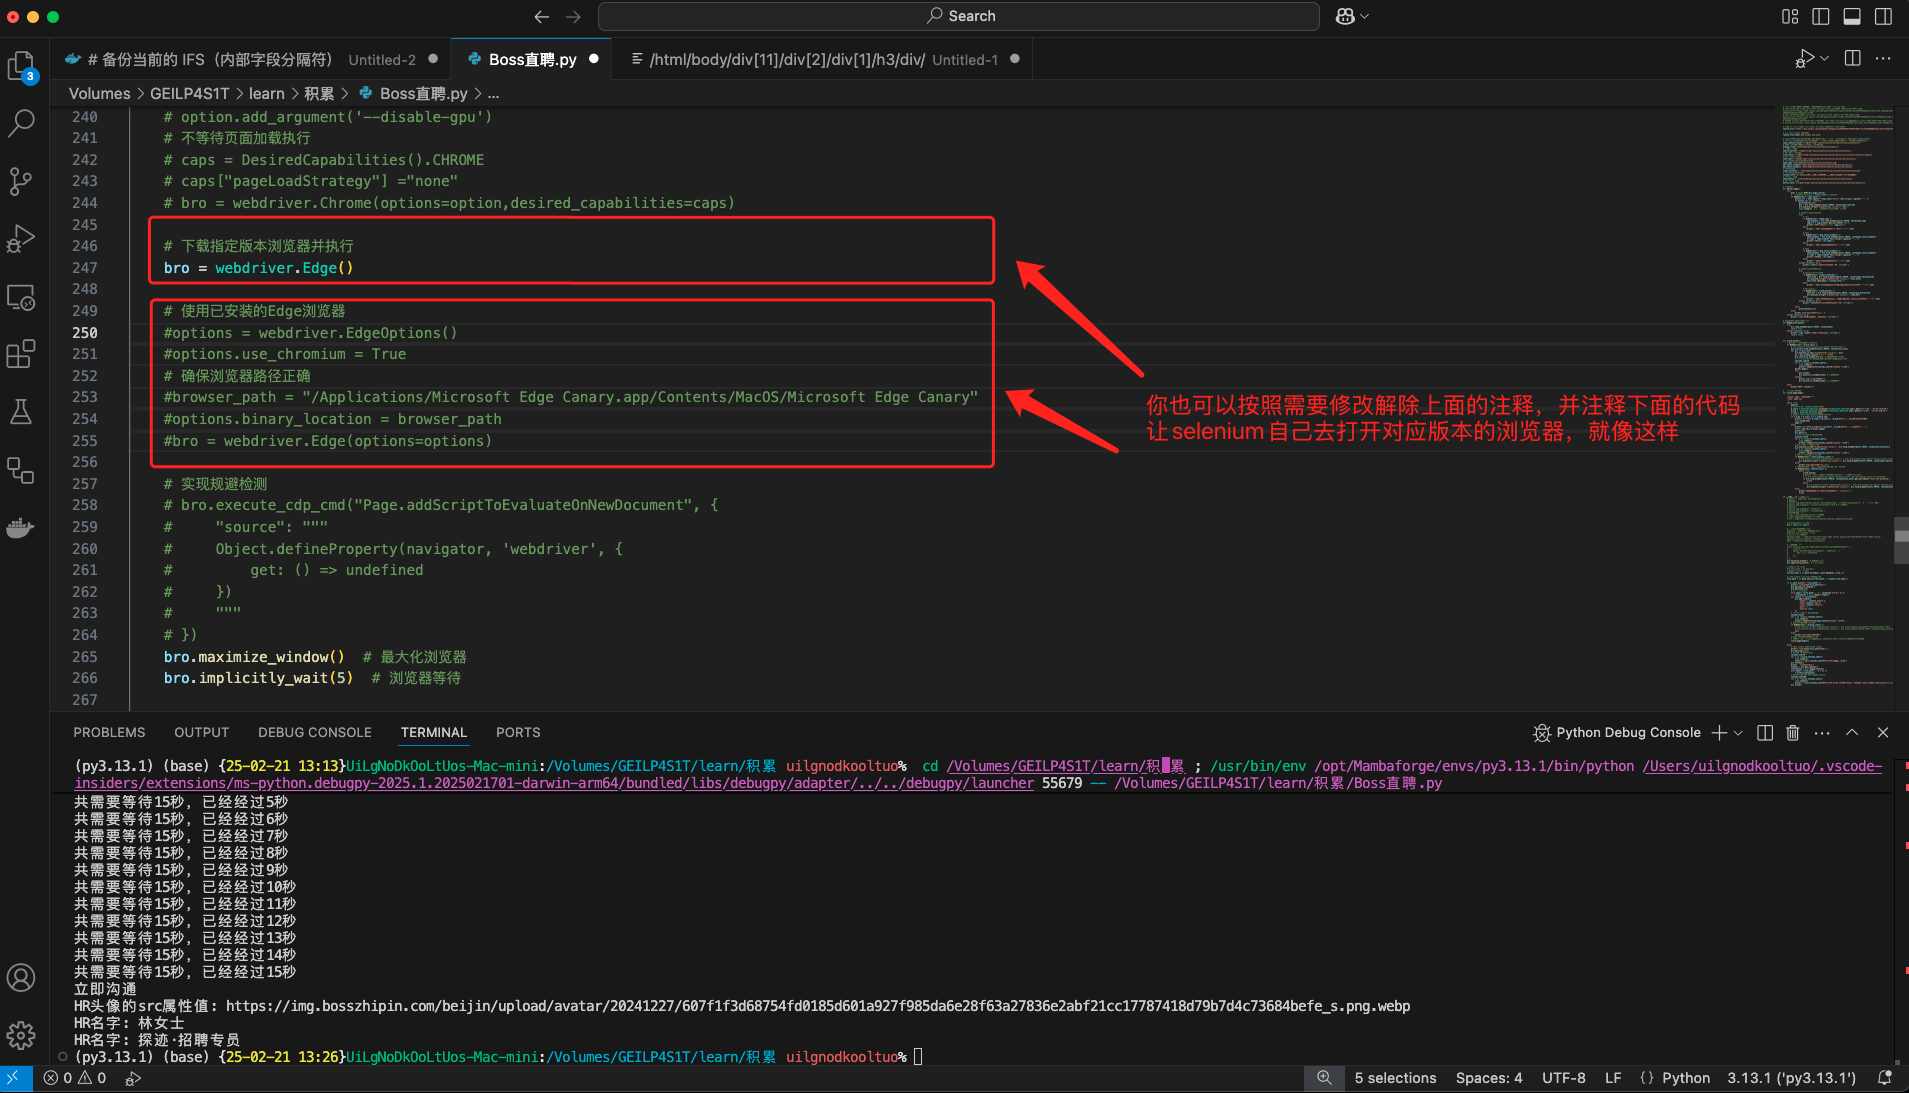 Search
# 备份当前的 IFS（内部字段分隔符） Untitled-2
Boss直聘.py
/html/body/div[11]/div[2]/div[1]/h3/div/ Untitled-1
3
Volumes > GEILP4S1T > learn > 积累 > Boss直聘.py > ...
240 # option.add_argument('--disable-gpu')
241 # 不等待页面加载执行
242 # caps = DesiredCapabilities().CHROME
243 # caps["pageLoadStrategy"] ="none"
244 # bro = webdriver.Chrome(options=option,desired_capabilities=caps)
245
246 # 下载指定版本浏览器并执行
247 bro = webdriver.Edge()
248
249 # 使用已安装的Edge浏览器
250 #options = webdriver.EdgeOptions()
251 #options.use_chromium = True
252 # 确保浏览器路径正确
253 #browser_path = "/Applications/Microsoft Edge Canary.app/Contents/MacOS/Microsoft Edge Canary"
254 #options.binary_location = browser_path
255 #bro = webdriver.Edge(options=options)
256
257 # 实现规避检测
258 # bro.execute_cdp_cmd("Page.addScriptToEvaluateOnNewDocument", {
259 #     "source": """
260 #     Object.defineProperty(navigator, 'webdriver', {
261 #         get: () => undefined
262 #     })
263 #     """
264 # })
265 bro.maximize_window()  # 最大化浏览器
266 bro.implicitly_wait(5)  # 浏览器等待
267
你也可以按照需要修改解除上面的注释，并注释下面的代码
让selenium自己去打开对应版本的浏览器，就像这样
PROBLEMS OUTPUT DEBUG CONSOLE TERMINAL PORTS
Python Debug Console
(py3.13.1) (base) {25-02-21 13:13}UiLgNoDkOoLtUos-Mac-mini:/Volumes/GEILP4S1T/learn/积累 uilgnodkooltuo% cd /Volumes/GEILP4S1T/learn/积累 ; /usr/bin/env /opt/Mambaforge/envs/py3.13.1/bin/python /Users/uilgnodkooltuo/.vscode-
insiders/extensions/ms-python.debugpy-2025.1.2025021701-darwin-arm64/bundled/libs/debugpy/adapter/../../debugpy/launcher 55679 -- /Volumes/GEILP4S1T/learn/积累/Boss直聘.py
共需要等待15秒，已经经过5秒
共需要等待15秒，已经经过6秒
共需要等待15秒，已经经过7秒
共需要等待15秒，已经经过8秒
共需要等待15秒，已经经过9秒
共需要等待15秒，已经经过10秒
共需要等待15秒，已经经过11秒
共需要等待15秒，已经经过12秒
共需要等待15秒，已经经过13秒
共需要等待15秒，已经经过14秒
共需要等待15秒，已经经过15秒
立即沟通
HR头像的src属性值: https://img.bosszhipin.com/beijin/upload/avatar/20241227/607f1f3d68754fd0185d601a927f985da6e28f63a27836e2abf21cc17787418d79b7d4c73684befe_s.png.webp
HR名字: 林女士
HR名字: 探迹·招聘专员
(py3.13.1) (base) {25-02-21 13:26}UiLgNoDkOoLtUos-Mac-mini:/Volumes/GEILP4S1T/learn/积累 uilgnodkooltuo%
0 0
5 selections Spaces: 4 UTF-8 LF {} Python 3.13.1 ('py3.13.1')